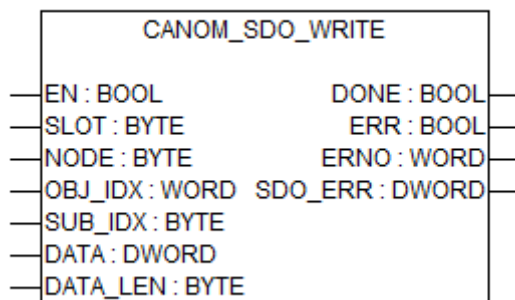 CANOM_SDO_WRITE
EN : BOOL DONE : BOOL
SLOT : BYTE ERR : BOOL
NODE : BYTE ERNO : WORD
OBJ_IDX : WORD SDO_ERR : DWORD
SUB_IDX : BYTE
DATA : DWORD
DATA_LEN : BYTE